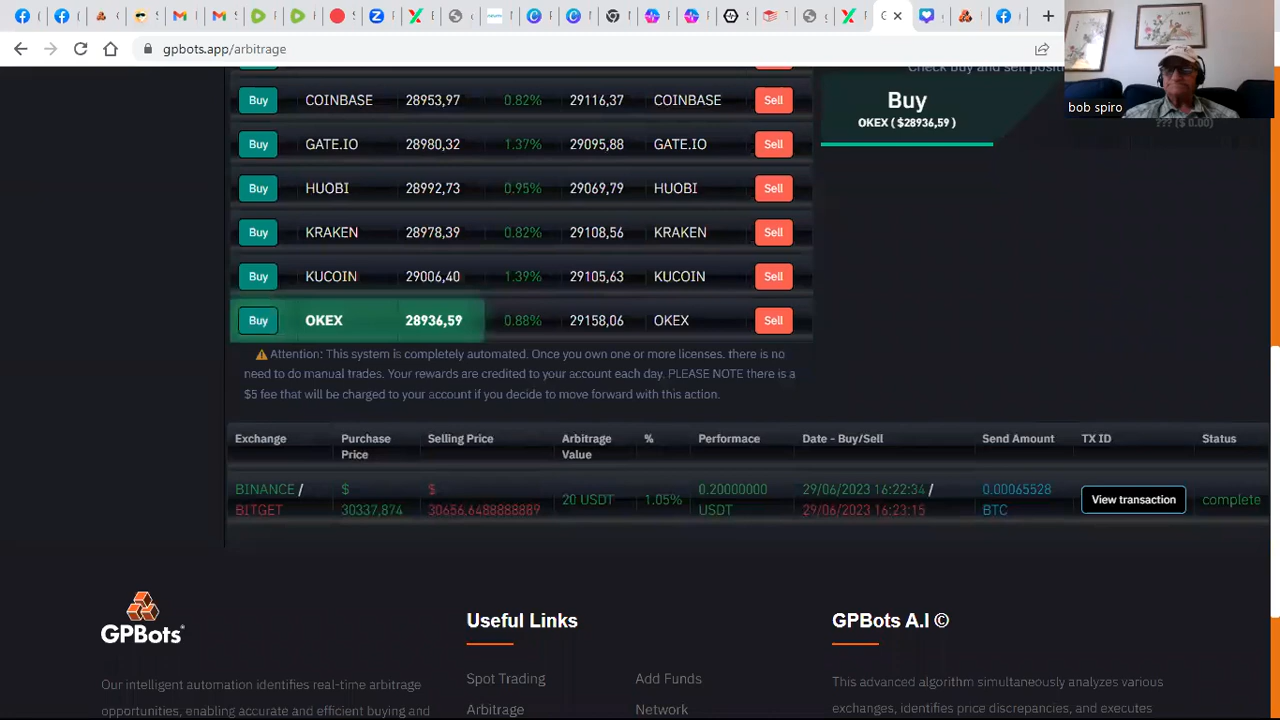 gpbots.app/arbitrage
bob spiro
Buy COINBASE 28953,97 0.82% 29116,37 COINBASE Sell
Buy GATE.IO 28980,32 1.37% 29095,88 GATE.IO Sell
Buy HUOBI 28992,73 0.95% 29069,79 HUOBI Sell
Buy KRAKEN 28978,39 0.82% 29108,56 KRAKEN Sell
Buy KUCOIN 29006,40 1.39% 29105,63 KUCOIN Sell
Buy OKEX 28936,59 0.88% 29158,06 OKEX Sell
Check buy and sell
Buy
OKEX ( $28936,59 )
??? ($ 0.00)
Attention: This system is completely automated. Once you own one or more licenses, there is no
need to do manual trades. Your rewards are credited to your account each day. PLEASE NOTE there is a
$5 fee that will be charged to your account if you decide to move forward with this action.
Exchange Purchase Price Selling Price Arbitrage Value % Performace Date - Buy/Sell Send Amount TX ID Status
BINANCE / $ $ 20 USDT 1.05% 0.20000000 29/06/2023 16:22:34 / 0.00065528 View transaction complete
BITGET 30337,874 30656,6488888889 USDT 29/06/2023 16:23:15 BTC
GPBots
Useful Links
GPBots A.I ©
Our intelligent automation identifies real-time arbitrage
opportunities, enabling accurate and efficient buying and
Spot Trading Add Funds
Arbitrage Network
This advanced algorithm simultaneously analyzes various
exchanges, identifies price discrepancies, and executes